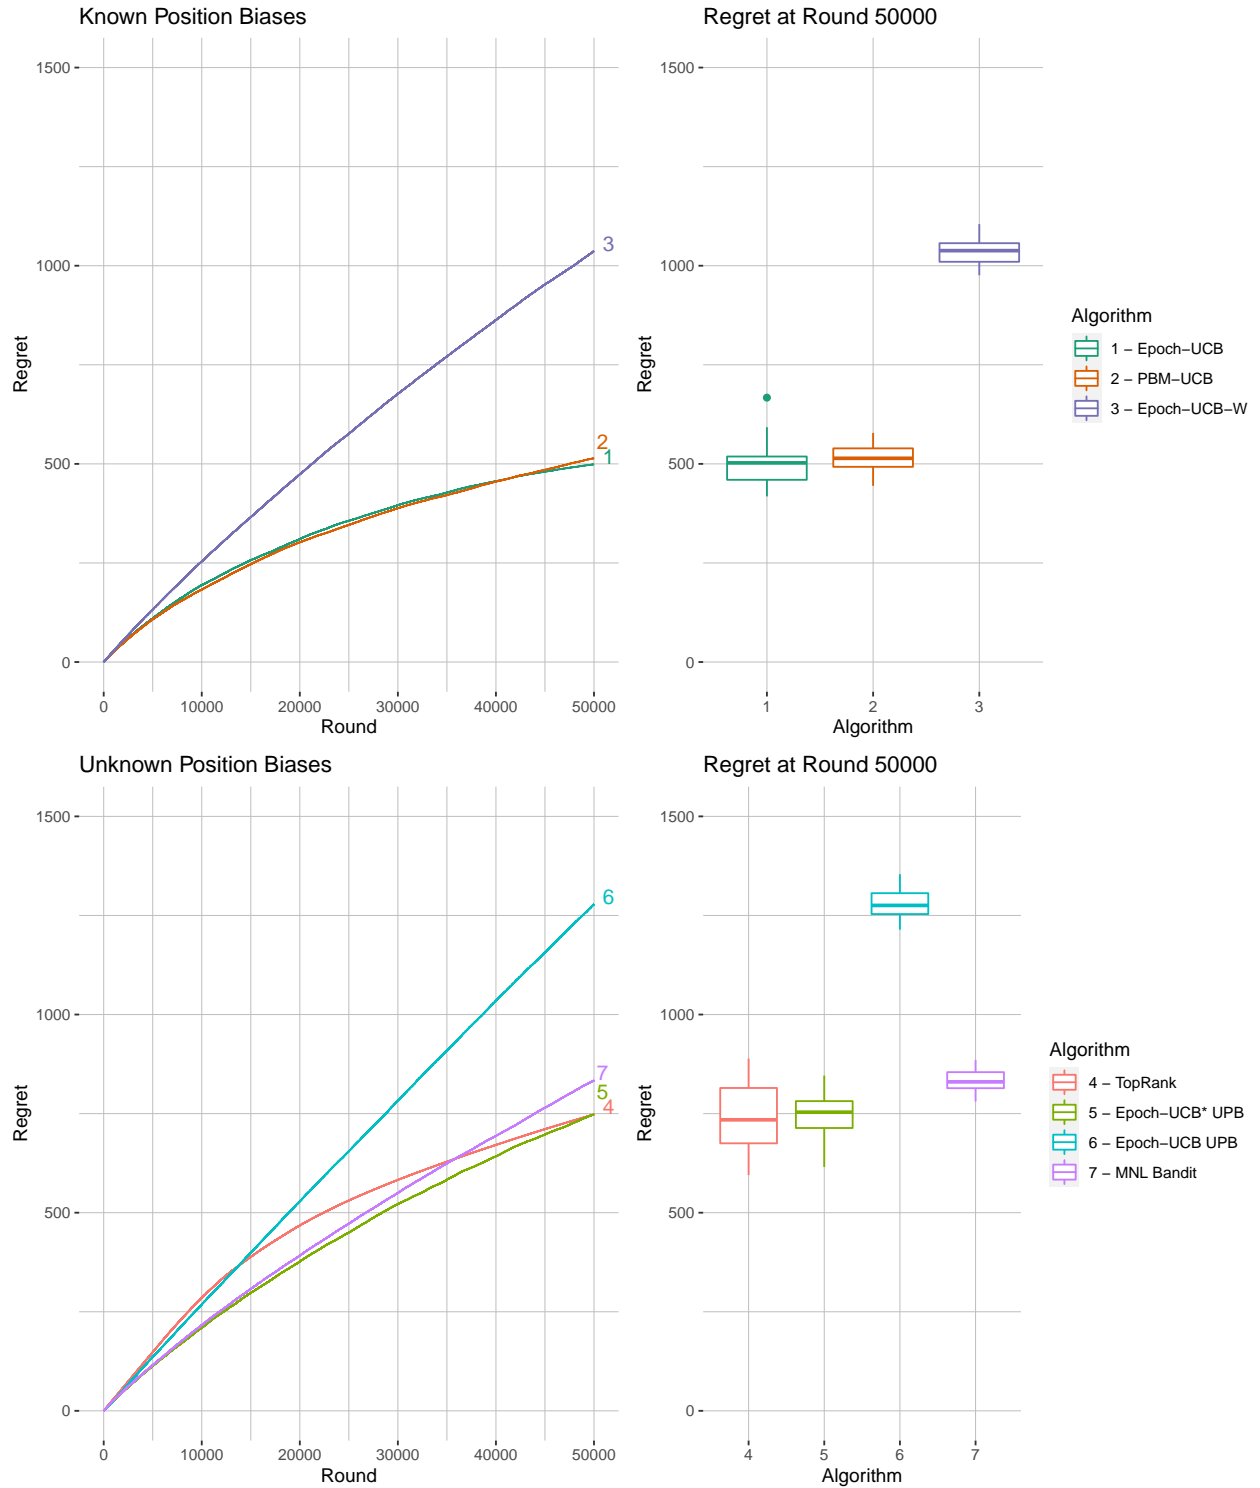 Known Position Biases
Regret at Round 50000
1500
1000
500
0
Regret
3
2
1
0 10000 20000 30000 40000 50000
Round
1500
1000
500
0
Regret
1 2 3
Algorithm
Algorithm
1 – Epoch–UCB
2 – PBM–UCB
3 – Epoch–UCB–W
Unknown Position Biases
Regret at Round 50000
1500
1000
500
0
Regret
6
7
5
4
0 10000 20000 30000 40000 50000
Round
1500
1000
500
0
Regret
4 5 6 7
Algorithm
Algorithm
4 – TopRank
5 – Epoch–UCB* UPB
6 – Epoch–UCB UPB
7 – MNL Bandit